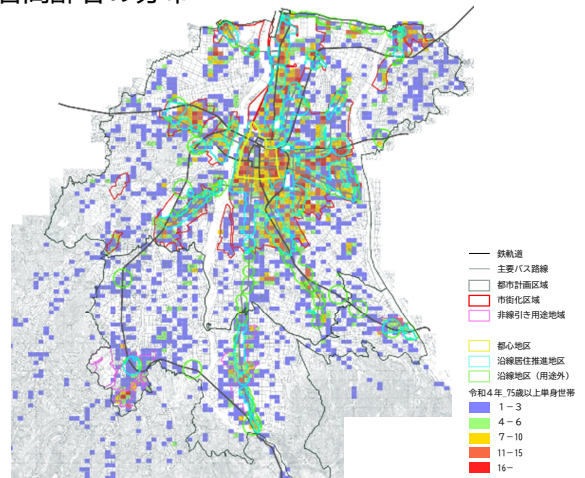 鉄軌道
主要バス路線
都市計画区域
市街化区域
非線引き用途地域
都心地区
沿線居住推進地区
沿線地区（用途外）
令和４年_75歳以上単身世帯
1－3
4－6
7－10
11－15
16－